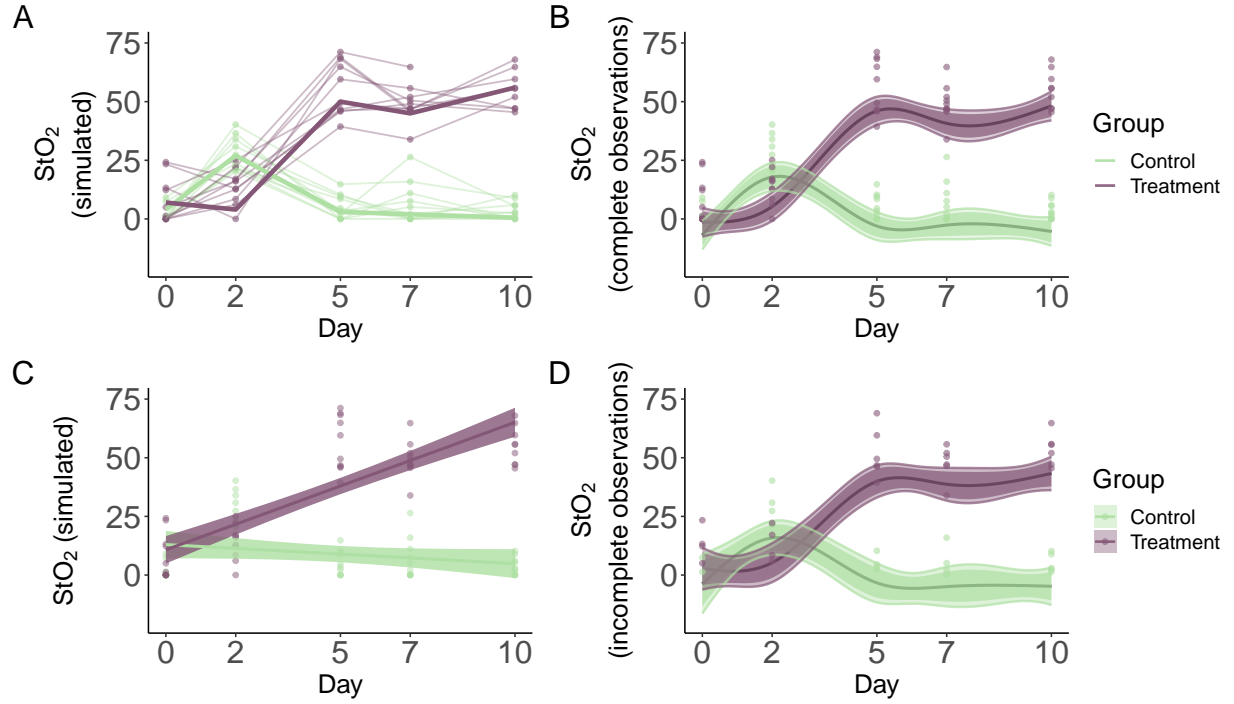 A
StO2
(simulated)
75
50
25
0
0 2 5 7 10
Day
B
StO2
(complete observations)
75
50
25
0
0 2 5 7 10
Day
Group
Control
Treatment
C
StO2 (simulated)
75
50
25
0
0 2 5 7 10
Day
D
StO2
(incomplete observations)
75
50
25
0
0 2 5 7 10
Day
Group
Control
Treatment